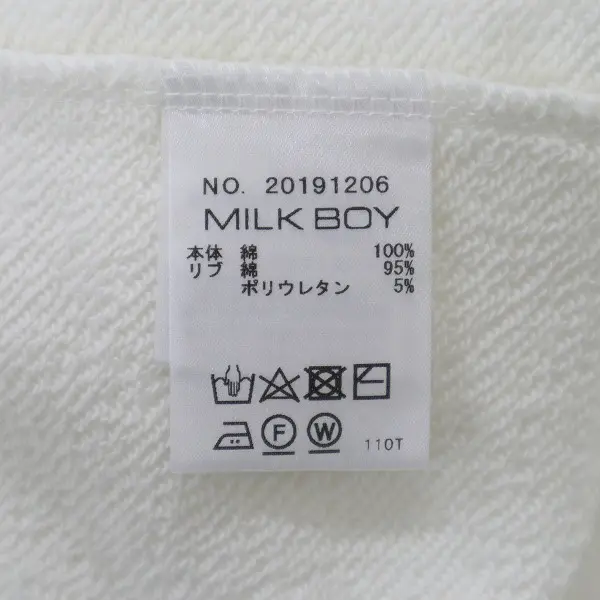 NO. 20191206
MILK BOY
本体 綿 100%
リブ 綿 95%
ポリウレタン 5%
F W 110T